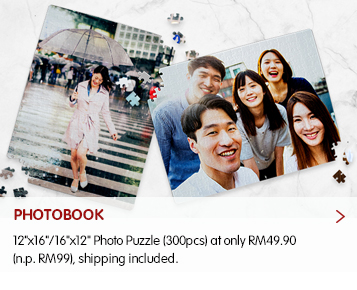 PHOTOBOOK
12"x16"/16"x12" Photo Puzzle (300pcs) at only RM49.90
(n.p. RM99), shipping included.